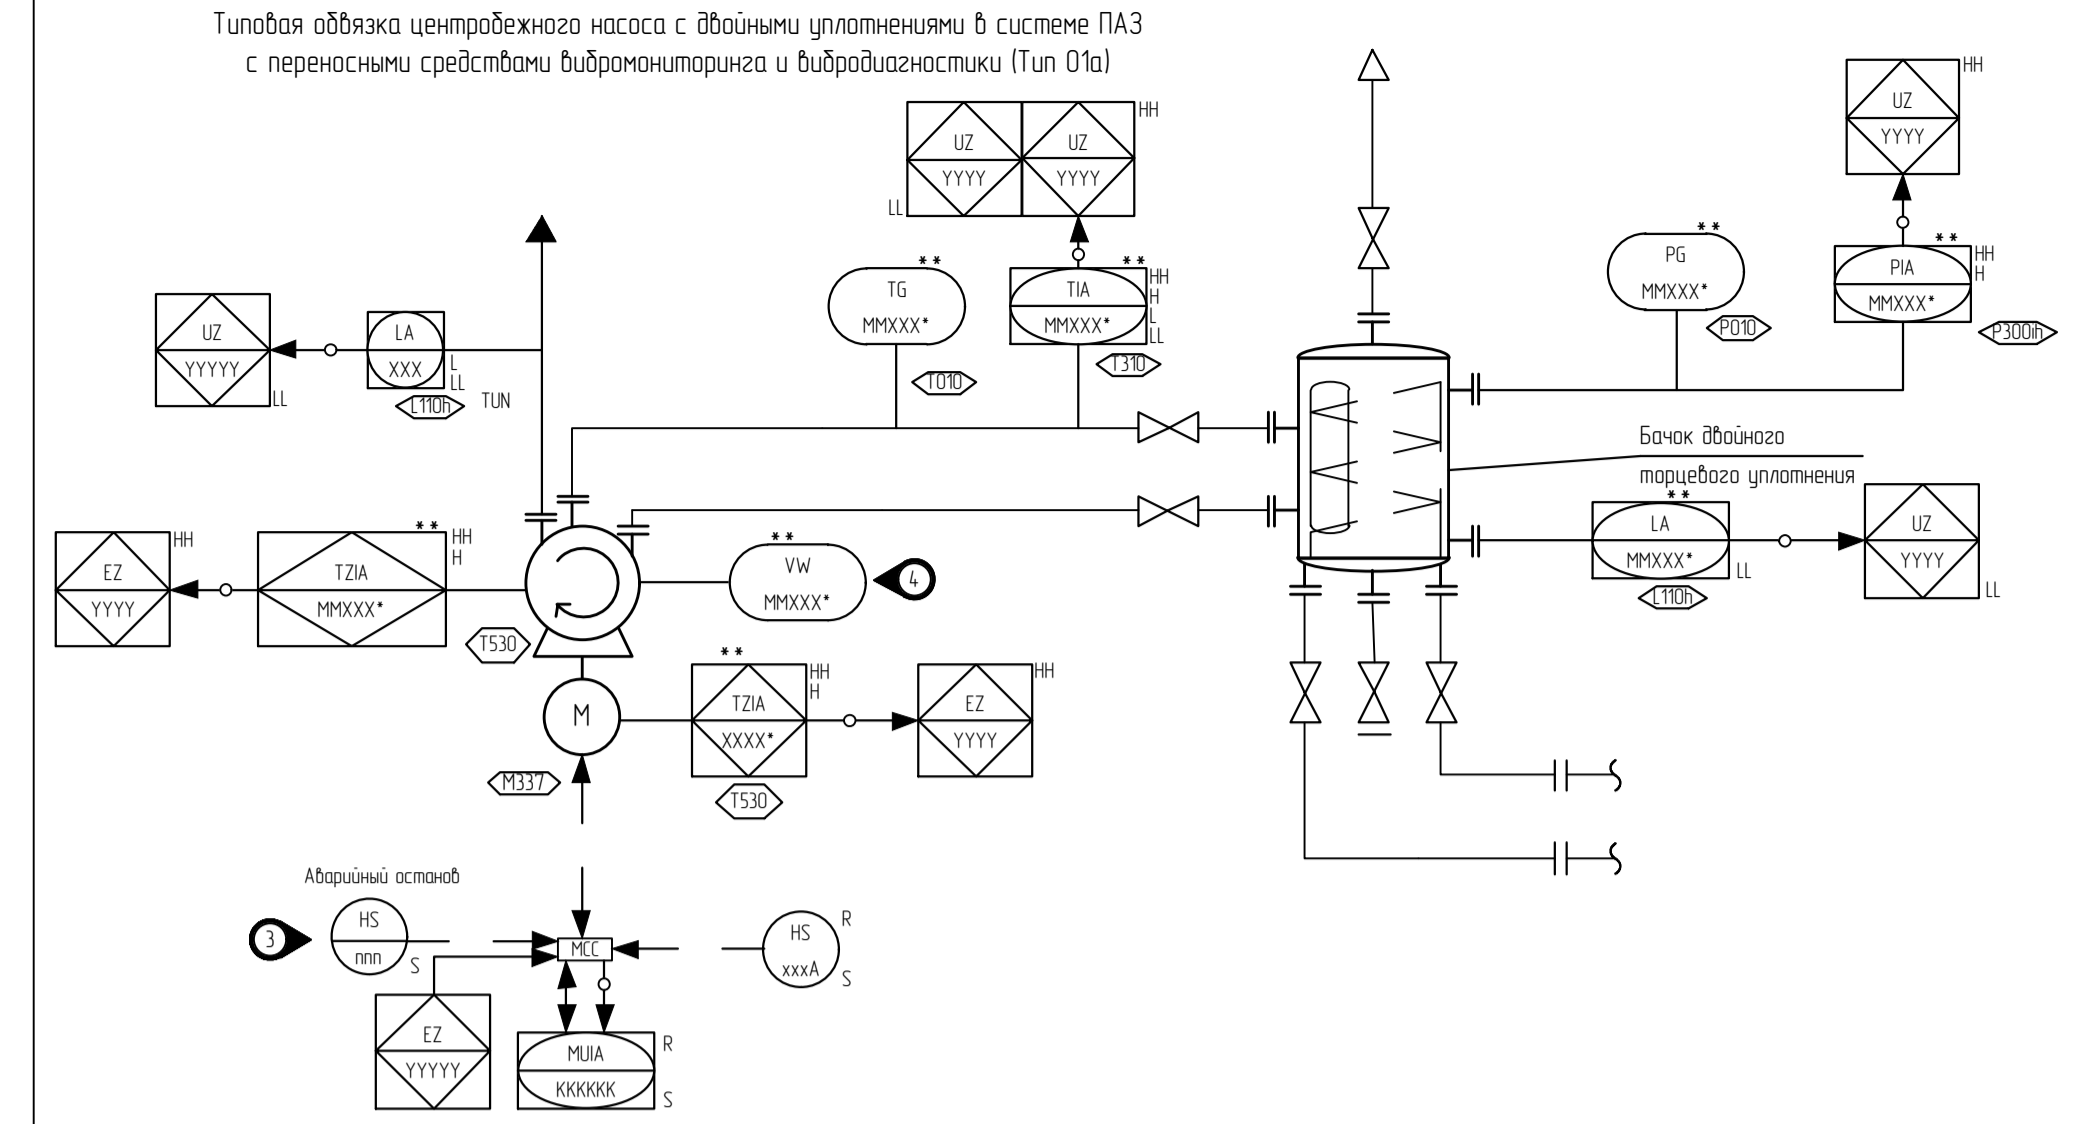 Типовая обвязка центробежного насоса с двойными уплотнениями в системе ПАЗ
с переносными средствами вибромониторинга и вибродиагностики (Тип 01а)
UZ
YYYY
LL
UZ
YYYY
HH
**
TG
MMXXX*
T010
**
TIA
MMXXX*
HH
H
L
LL
T310
UZ
YYYY
HH
**
PG
MMXXX*
P010
**
PIA
MMXXX*
HH
H
P300ih
UZ
YYYYY
LL
LA
XXX
L
LL
L110h
TUN
Бачок двойного
торцевого уплотнения
**
LA
MMXXX*
LL
L110h
UZ
YYYY
LL
EZ
YYYY
HH
**
TZIA
MMXXX*
HH
H
T530
**
VW
MMXXX*
4
M
M337
**
TZIA
XXXX*
HH
H
T530
EZ
YYYY
HH
Аварийный останов
3
HS
ппп
S
MCC
HS
xxxA
R
S
EZ
YYYYY
MUIA
KKKKKK
R
S